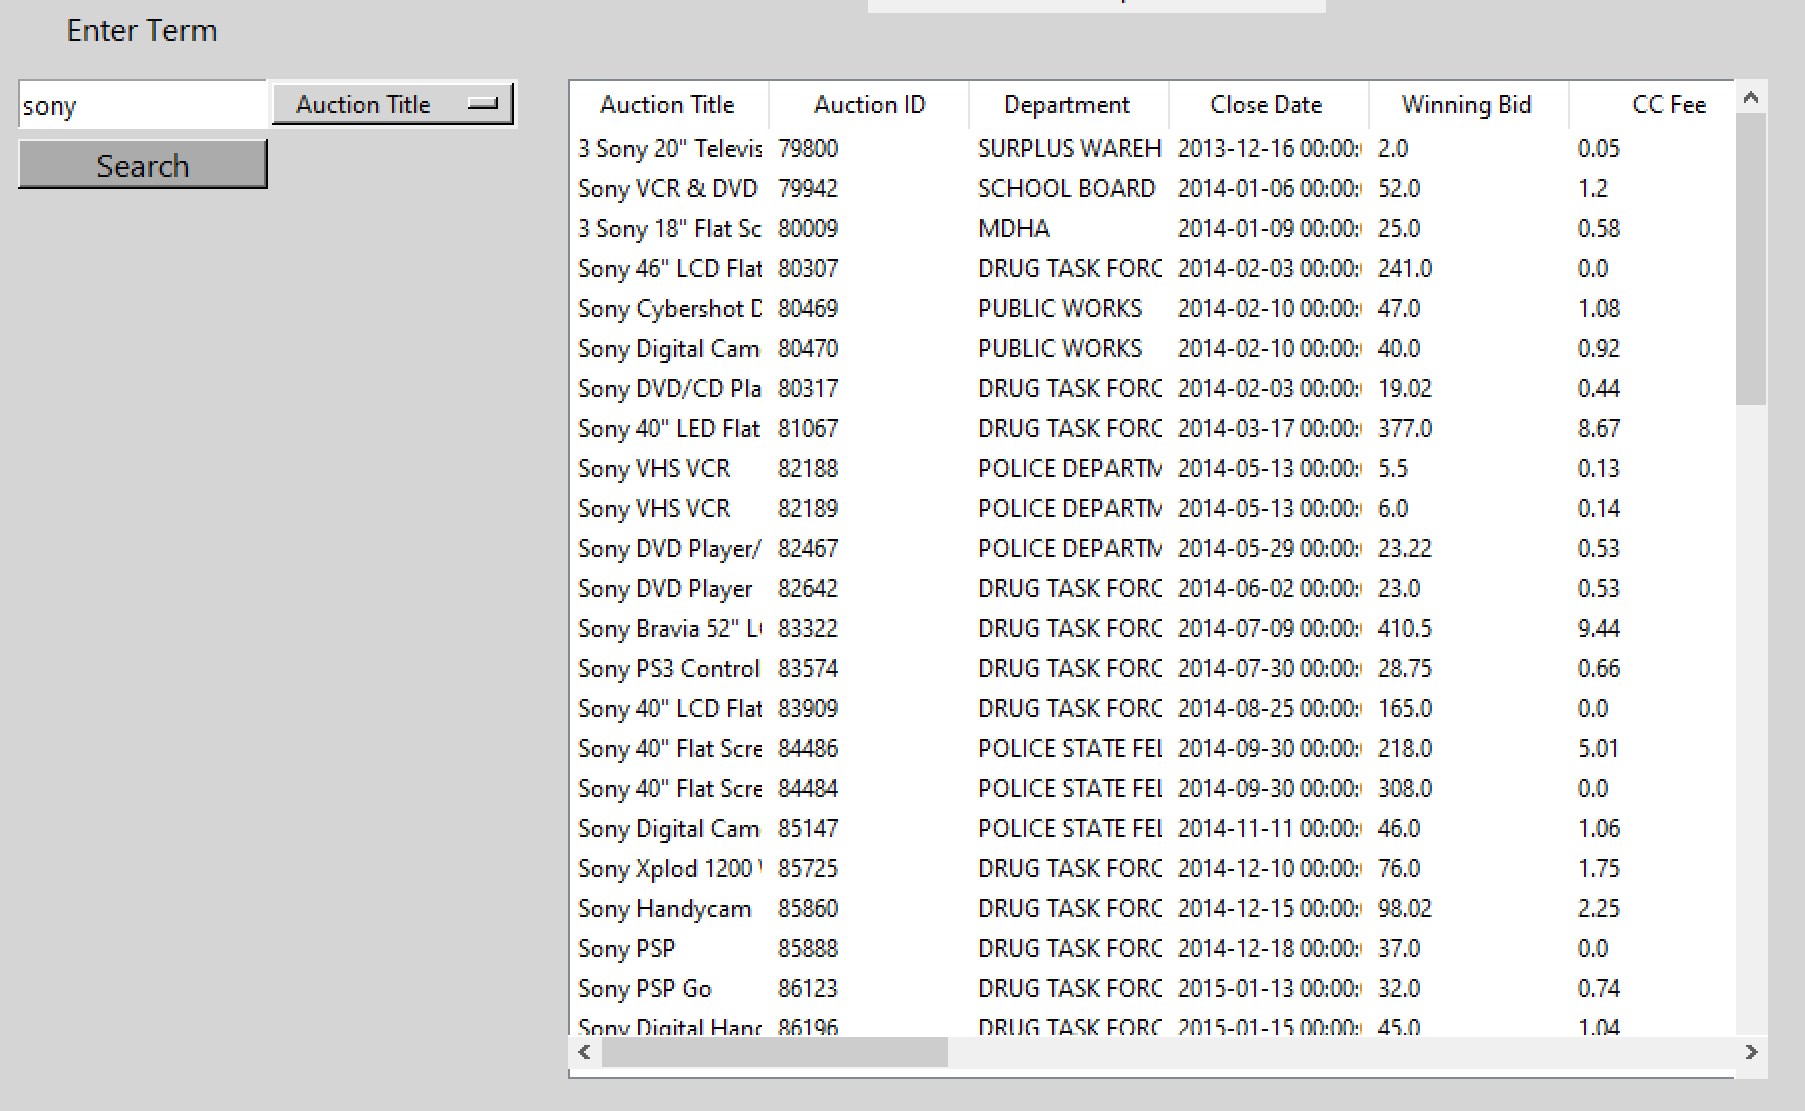 Enter Term
sony Auction Title
Search
Auction Title Auction ID Department Close Date Winning Bid CC Fee
3 Sony 20" Televis 79800 SURPLUS WAREH 2013-12-16 00:00: 2.0 0.05
Sony VCR & DVD 79942 SCHOOL BOARD 2014-01-06 00:00: 52.0 1.2
3 Sony 18" Flat Sc 80009 MDHA 2014-01-09 00:00: 25.0 0.58
Sony 46" LCD Flat 80307 DRUG TASK FORC 2014-02-03 00:00: 241.0 0.0
Sony Cybershot D 80469 PUBLIC WORKS 2014-02-10 00:00: 47.0 1.08
Sony Digital Cam 80470 PUBLIC WORKS 2014-02-10 00:00: 40.0 0.92
Sony DVD/CD Pla 80317 DRUG TASK FORC 2014-02-03 00:00: 19.02 0.44
Sony 40" LED Flat 81067 DRUG TASK FORC 2014-03-17 00:00: 377.0 8.67
Sony VHS VCR 82188 POLICE DEPARTM 2014-05-13 00:00: 5.5 0.13
Sony VHS VCR 82189 POLICE DEPARTM 2014-05-13 00:00: 6.0 0.14
Sony DVD Player/ 82467 POLICE DEPARTM 2014-05-29 00:00: 23.22 0.53
Sony DVD Player 82642 DRUG TASK FORC 2014-06-02 00:00: 23.0 0.53
Sony Bravia 52" L 83322 DRUG TASK FORC 2014-07-09 00:00: 410.5 9.44
Sony PS3 Control 83574 DRUG TASK FORC 2014-07-30 00:00: 28.75 0.66
Sony 40" LCD Flat 83909 DRUG TASK FORC 2014-08-25 00:00: 165.0 0.0
Sony 40" Flat Scre 84486 POLICE STATE FEL 2014-09-30 00:00: 218.0 5.01
Sony 40" Flat Scre 84484 POLICE STATE FEL 2014-09-30 00:00: 308.0 0.0
Sony Digital Cam 85147 POLICE STATE FEL 2014-11-11 00:00: 46.0 1.06
Sony Xplod 1200 85725 DRUG TASK FORC 2014-12-10 00:00: 76.0 1.75
Sony Handycam 85860 DRUG TASK FORC 2014-12-15 00:00: 98.02 2.25
Sony PSP 85888 DRUG TASK FORC 2014-12-18 00:00: 37.0 0.0
Sony PSP Go 86123 DRUG TASK FORC 2015-01-13 00:00: 32.0 0.74
Sony Digital Hand 86196 DRUG TASK FORC 2015-01-15 00:00: 45.0 1.04